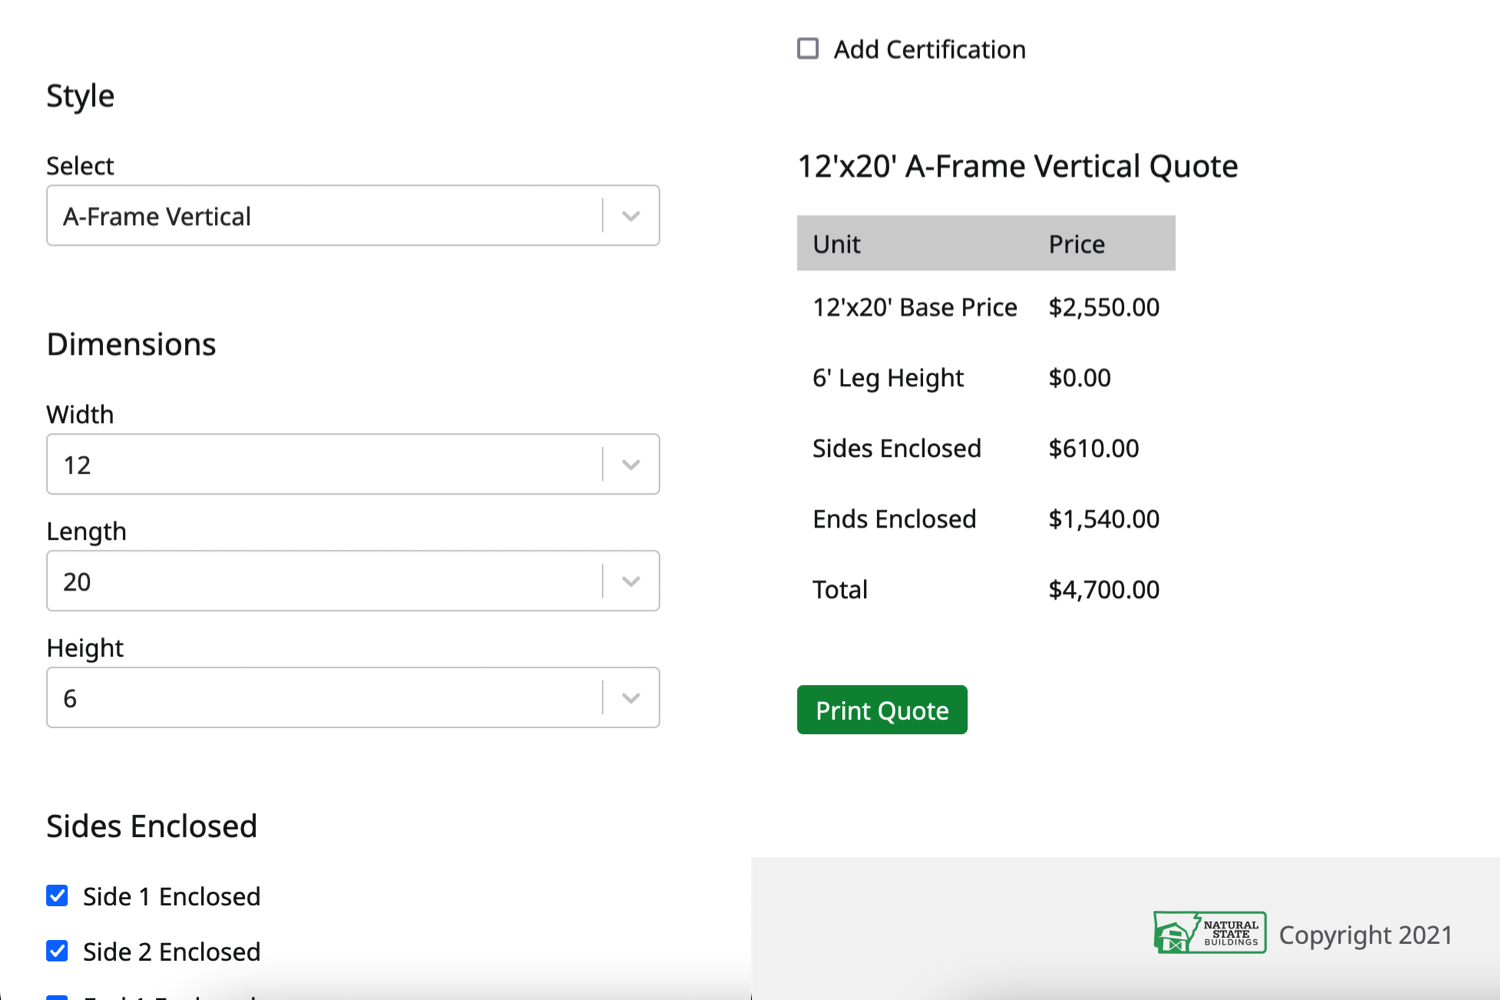 Style
Select
A-Frame Vertical
Dimensions
Width
12
Length
20
Height
6
Sides Enclosed
Side 1 Enclosed
Side 2 Enclosed
Add Certification
12'x20' A-Frame Vertical Quote
Unit Price
12'x20' Base Price $2,550.00
6' Leg Height $0.00
Sides Enclosed $610.00
Ends Enclosed $1,540.00
Total $4,700.00
Print Quote
NATURAL
STATE
BUILDINGS
Copyright 2021